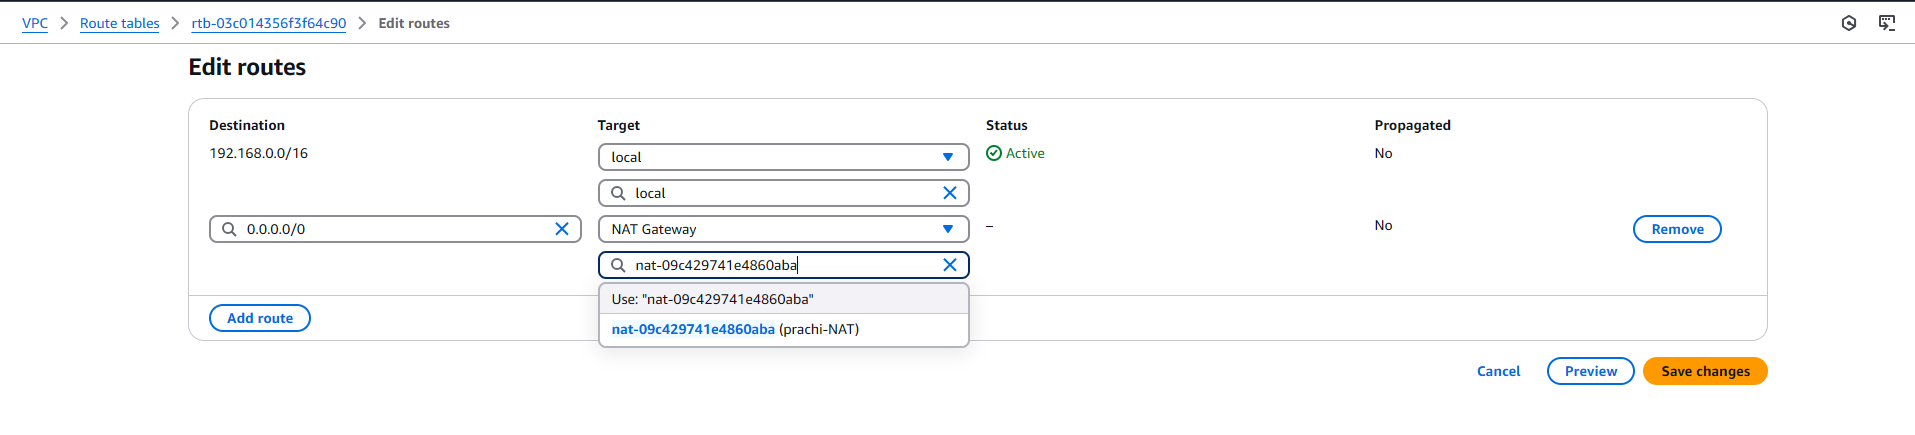 VPC > Route tables > rtb-03c014356f3f64c90 > Edit routes
Edit routes
Destination Target Status Propagated
192.168.0.0/16 local Active No
local
0.0.0.0/0 NAT Gateway – No Remove
nat-09c429741e4860aba
Use: "nat-09c429741e4860aba"
Add route
nat-09c429741e4860aba (prachi-NAT)
Cancel Preview Save changes